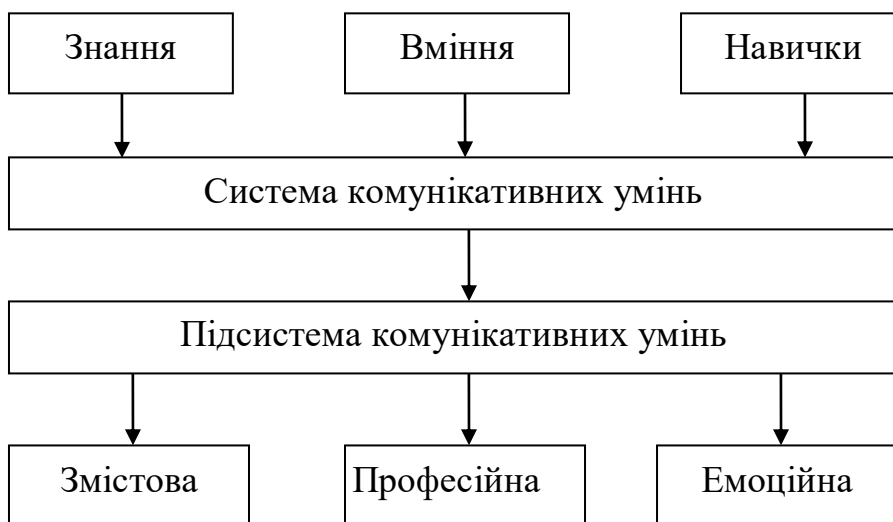 Знання Вміння Навички
Система комунікативних умінь
Підсистема комунікативних умінь
Змістова Професійна Емоційна